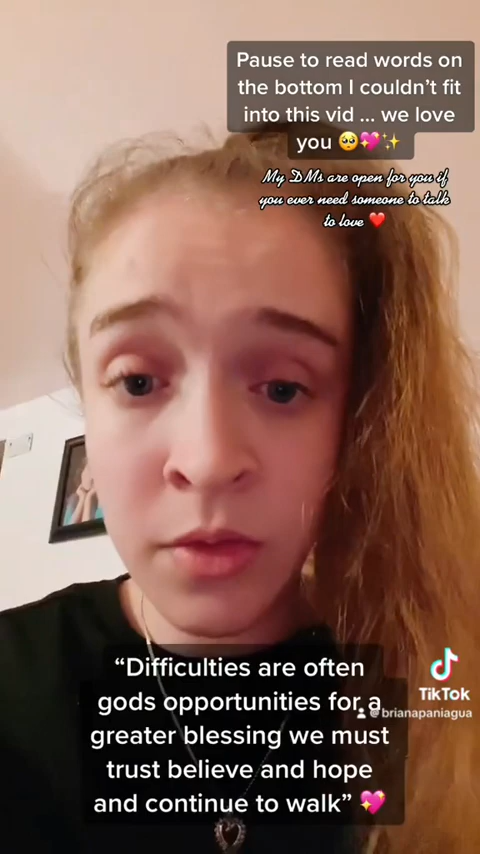 Pause to read words on
the bottom I couldn't fit
into this vid ... we love
you 🥺💖✨
My DMs are open for you if
you ever need someone to talk
to love ❤️
“Difficulties are often
gods opportunities for a
greater blessing we must
trust believe and hope
and continue to walk” 💖
TikTok
@brianapaniagua